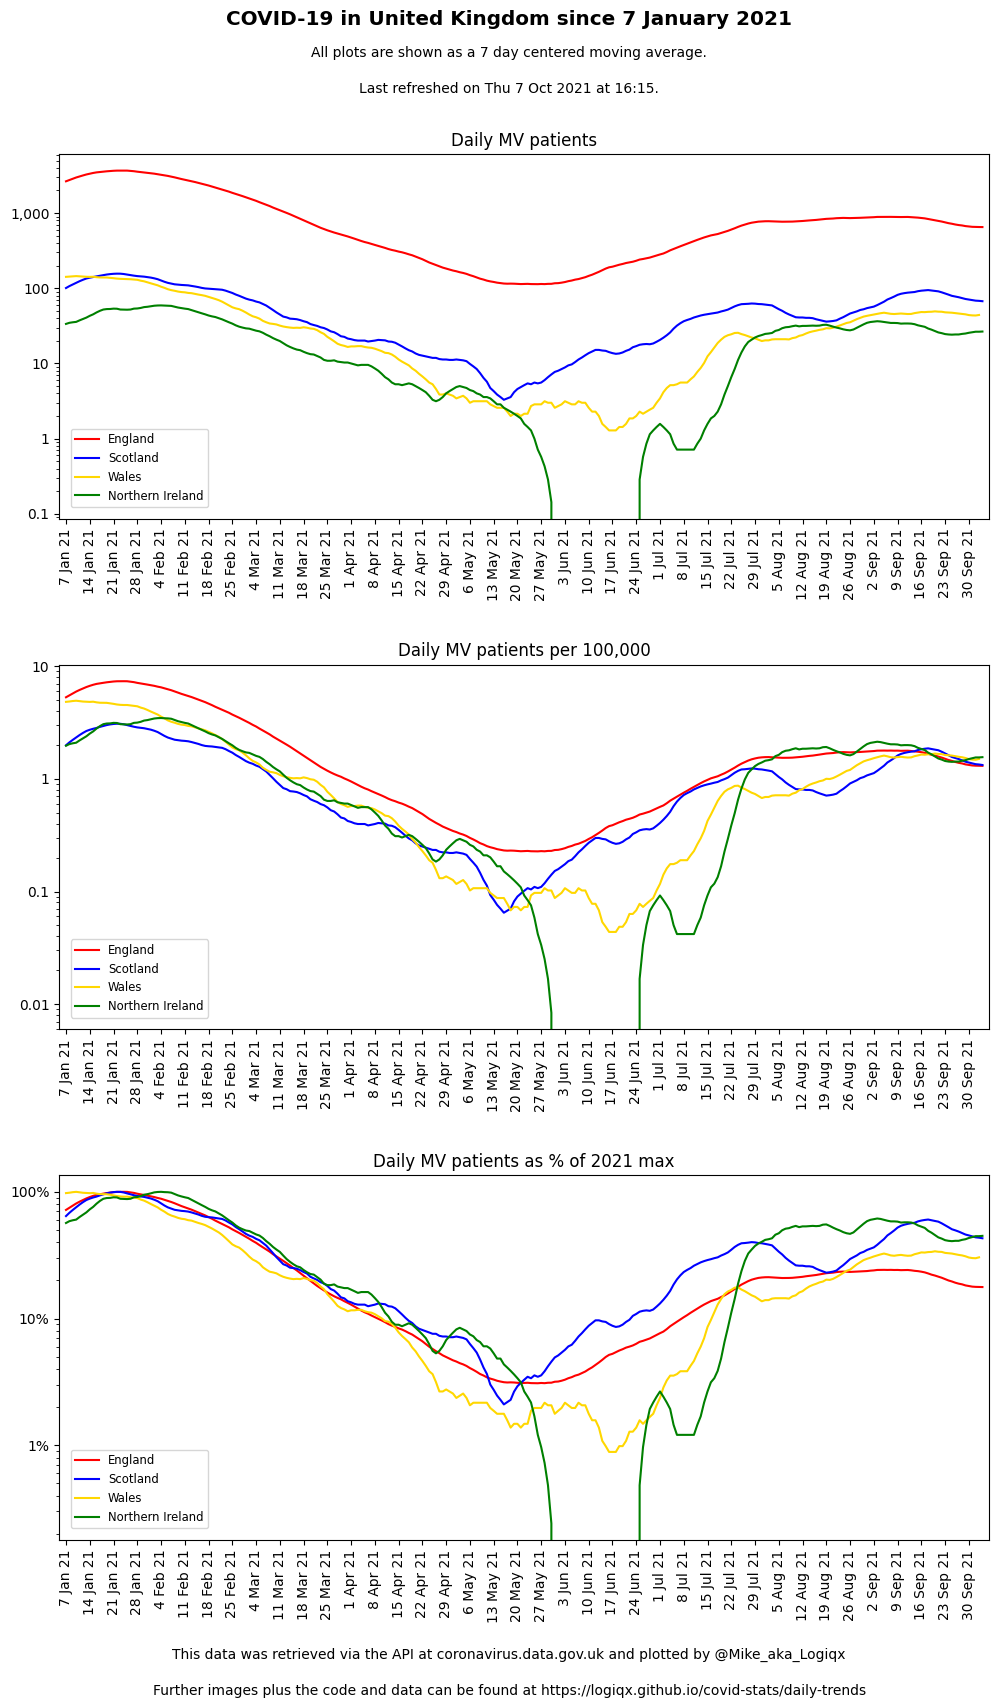 COVID-19 in United Kingdom since 7 January 2021
All plots are shown as a 7 day centered moving average.
Last refreshed on Thu 7 Oct 2021 at 16:15.
Daily MV patients
1,000
100
10
1
0.1
England
Scotland
Wales
Northern Ireland
7 Jan 21
14 Jan 21
21 Jan 21
28 Jan 21
4 Feb 21
11 Feb 21
18 Feb 21
25 Feb 21
4 Mar 21
11 Mar 21
18 Mar 21
25 Mar 21
1 Apr 21
8 Apr 21
15 Apr 21
22 Apr 21
29 Apr 21
6 May 21
13 May 21
20 May 21
27 May 21
3 Jun 21
10 Jun 21
17 Jun 21
24 Jun 21
1 Jul 21
8 Jul 21
15 Jul 21
22 Jul 21
29 Jul 21
5 Aug 21
12 Aug 21
19 Aug 21
26 Aug 21
2 Sep 21
9 Sep 21
16 Sep 21
23 Sep 21
30 Sep 21
Daily MV patients per 100,000
10
1
0.1
0.01
England
Scotland
Wales
Northern Ireland
7 Jan 21
14 Jan 21
21 Jan 21
28 Jan 21
4 Feb 21
11 Feb 21
18 Feb 21
25 Feb 21
4 Mar 21
11 Mar 21
18 Mar 21
25 Mar 21
1 Apr 21
8 Apr 21
15 Apr 21
22 Apr 21
29 Apr 21
6 May 21
13 May 21
20 May 21
27 May 21
3 Jun 21
10 Jun 21
17 Jun 21
24 Jun 21
1 Jul 21
8 Jul 21
15 Jul 21
22 Jul 21
29 Jul 21
5 Aug 21
12 Aug 21
19 Aug 21
26 Aug 21
2 Sep 21
9 Sep 21
16 Sep 21
23 Sep 21
30 Sep 21
Daily MV patients as % of 2021 max
100%
10%
1%
England
Scotland
Wales
Northern Ireland
7 Jan 21
14 Jan 21
21 Jan 21
28 Jan 21
4 Feb 21
11 Feb 21
18 Feb 21
25 Feb 21
4 Mar 21
11 Mar 21
18 Mar 21
25 Mar 21
1 Apr 21
8 Apr 21
15 Apr 21
22 Apr 21
29 Apr 21
6 May 21
13 May 21
20 May 21
27 May 21
3 Jun 21
10 Jun 21
17 Jun 21
24 Jun 21
1 Jul 21
8 Jul 21
15 Jul 21
22 Jul 21
29 Jul 21
5 Aug 21
12 Aug 21
19 Aug 21
26 Aug 21
2 Sep 21
9 Sep 21
16 Sep 21
23 Sep 21
30 Sep 21
This data was retrieved via the API at coronavirus.data.gov.uk and plotted by @Mike_aka_Logiqx
Further images plus the code and data can be found at https://logiqx.github.io/covid-stats/daily-trends